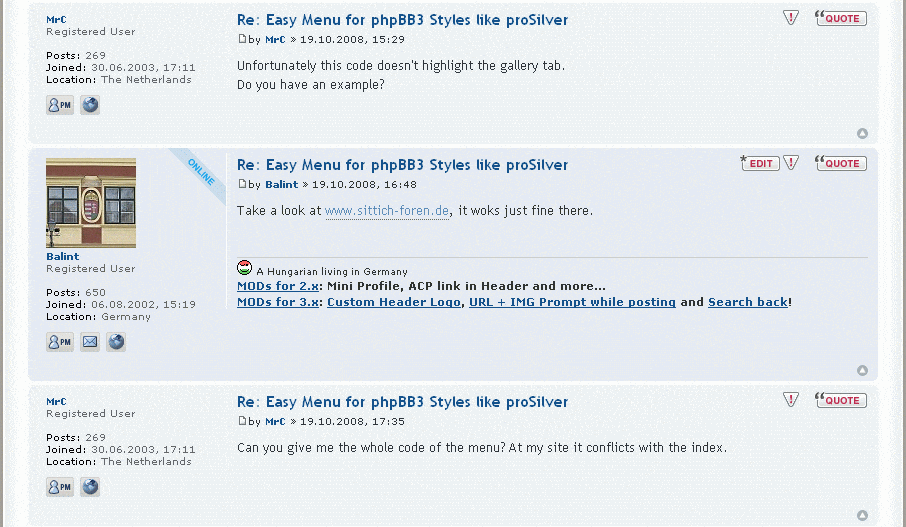 MrC
Registered User
Posts: 269
Joined: 30.06.2003, 17:11
Location: The Netherlands
PM
Re: Easy Menu for phpBB3 Styles like proSilver
by MrC » 19.10.2008, 15:29
Unfortunately this code doesn't highlight the gallery tab.
Do you have an example?
! “QUOTE
ONLINE
Balint
Registered User
Posts: 650
Joined: 06.08.2002, 15:19
Location: Germany
PM
Re: Easy Menu for phpBB3 Styles like proSilver
by Balint » 19.10.2008, 16:48
Take a look at www.sittich-foren.de, it woks just fine there.
A Hungarian living in Germany
MODs for 2.x: Mini Profile, ACP link in Header and more...
MODs for 3.x: Custom Header Logo, URL + IMG Prompt while posting and Search back!
*EDIT ! “QUOTE
MrC
Registered User
Posts: 269
Joined: 30.06.2003, 17:11
Location: The Netherlands
PM
Re: Easy Menu for phpBB3 Styles like proSilver
by MrC » 19.10.2008, 17:35
Can you give me the whole code of the menu? At my site it conflicts with the index.
! “QUOTE